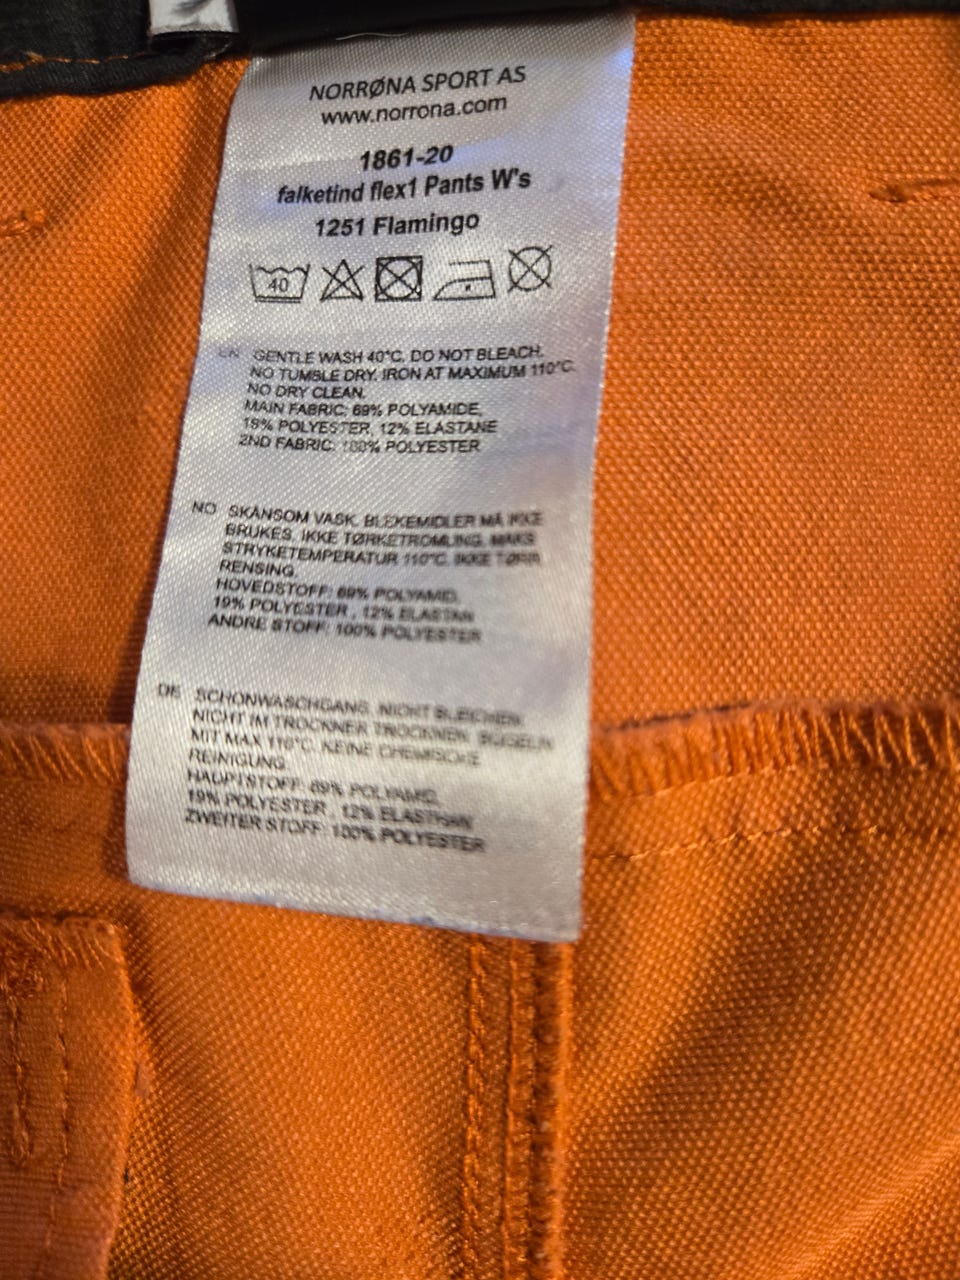 NORRØNA SPORT AS
www.norrona.com
1861-20
falketind flex1 Pants W's
1251 Flamingo
40
EN GENTLE WASH 40°C. DO NOT BLEACH.
NO TUMBLE DRY. IRON AT MAXIMUM 110°C.
NO DRY CLEAN.
MAIN FABRIC: 69% POLYAMIDE,
19% POLYESTER, 12% ELASTANE
2ND FABRIC: 100% POLYESTER
NO SKÅNSOM VASK. BLEKEMIDLER MÅ IKKE
BRUKES. IKKE TØRKETROMLING. MAKS
STRYKETEMPERATUR 110°C. IKKE TØRR
RENSING.
HOVEDSTOFF: 69% POLYAMID,
19% POLYESTER , 12% ELASTAN
ANDRE STOFF: 100% POLYESTER
DE SCHONWASCHGANG. NICHT BLEICHEN.
NICHT IM TROCKNER TROCKNEN. BÜGELN
MIT MAX 110°C. KEINE CHEMISCHE
REINIGUNG.
HAUPTSTOFF: 69% POLYAMID,
19% POLYESTER , 12% ELASTHAN
ZWEITER STOFF: 100% POLYESTER